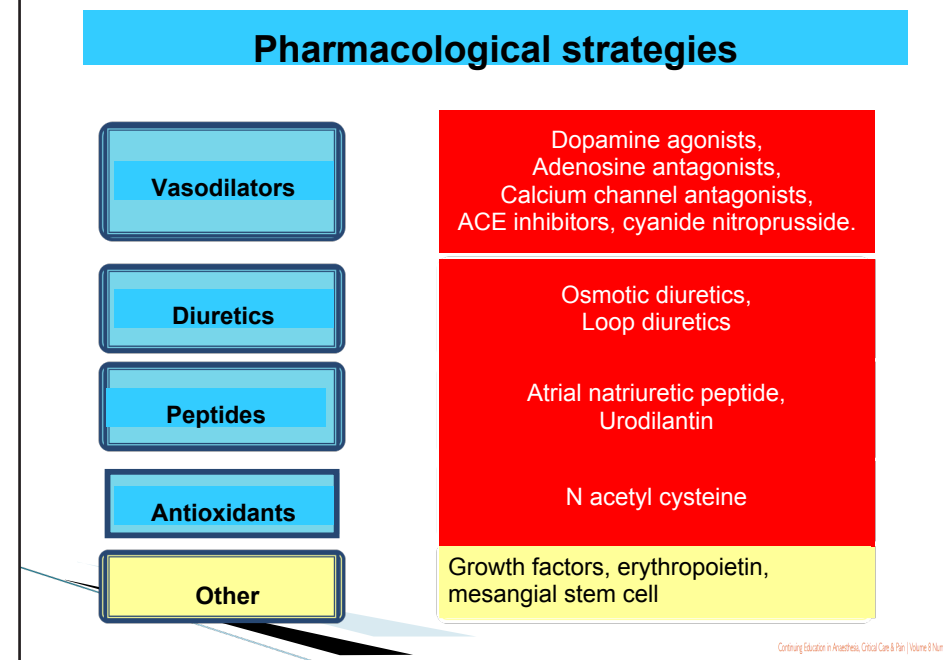 Pharmacological strategies
Vasodilators
Dopamine agonists,
Adenosine antagonists,
Calcium channel antagonists,
ACE inhibitors, cyanide nitroprusside.
Diuretics
Osmotic diuretics,
Loop diuretics
Peptides
Atrial natriuretic peptide,
Urodilantin
Antioxidants
N acetyl cysteine
Other
Growth factors, erythropoietin,
mesangial stem cell
Continuing Education in Anaesthesia, Critical Care & Pain | Volume 8 Num